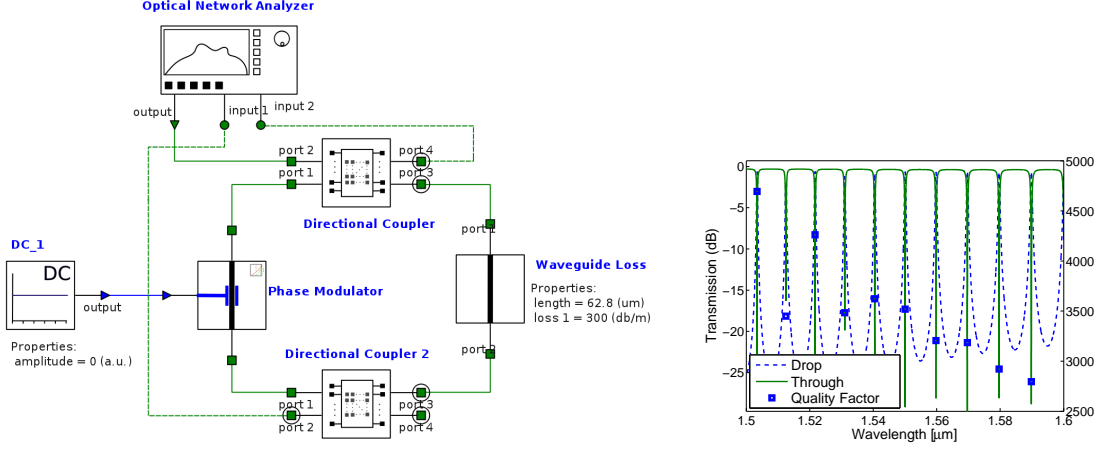 Optical Network Analyzer
output
input 1
input 2
port 2
port 4
port 1
port 3
Directional Coupler
port 1
DC_1
DC
output
Properties:
amplitude = 0 (a.u.)
Phase Modulator
Waveguide Loss
Properties:
length = 62.8 (um)
loss 1 = 300 (db/m)
Directional Coupler 2
port 1
port 3
port 2
port 4
Transmission (dB)
0
−5
−10
−15
−20
−25
5000
4500
4000
3500
3000
2500
Drop
Through
Quality Factor
1.5
1.52
1.54
1.56
1.58
1.6
Wavelength [µm]